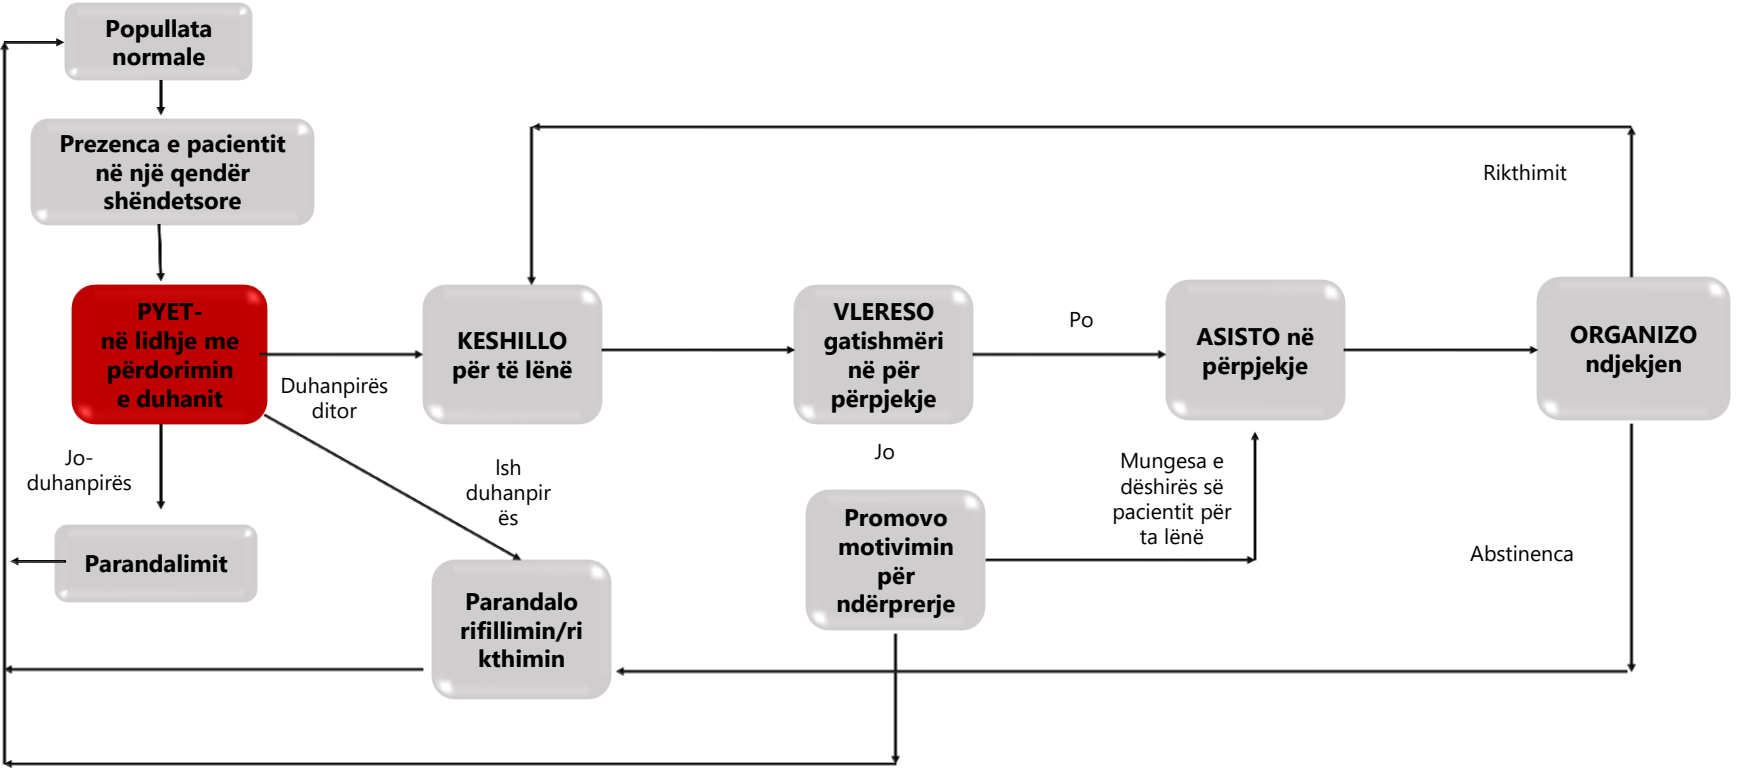 Popullata
normale
Prezenca e pacientit
në një qendër
shëndetsore
Rikthimit
PYET-
në lidhje me
përdorimin
e duhanit
Duhanpirës
ditor
KESHILLO
për të lënë
VLERESO
gatishmëri
në për
përpjekje
Po
ASISTO në
përpjekje
ORGANIZO
ndjekjen
Jo-
duhanpirës
Ish
duhanpir
ës
Jo
Mungesa e
dëshirës së
pacientit për
ta lënë
Abstinenca
Parandalimit
Parandalo
rifillimin/ri
kthimin
Promovo
motivimin
për
ndërprerje